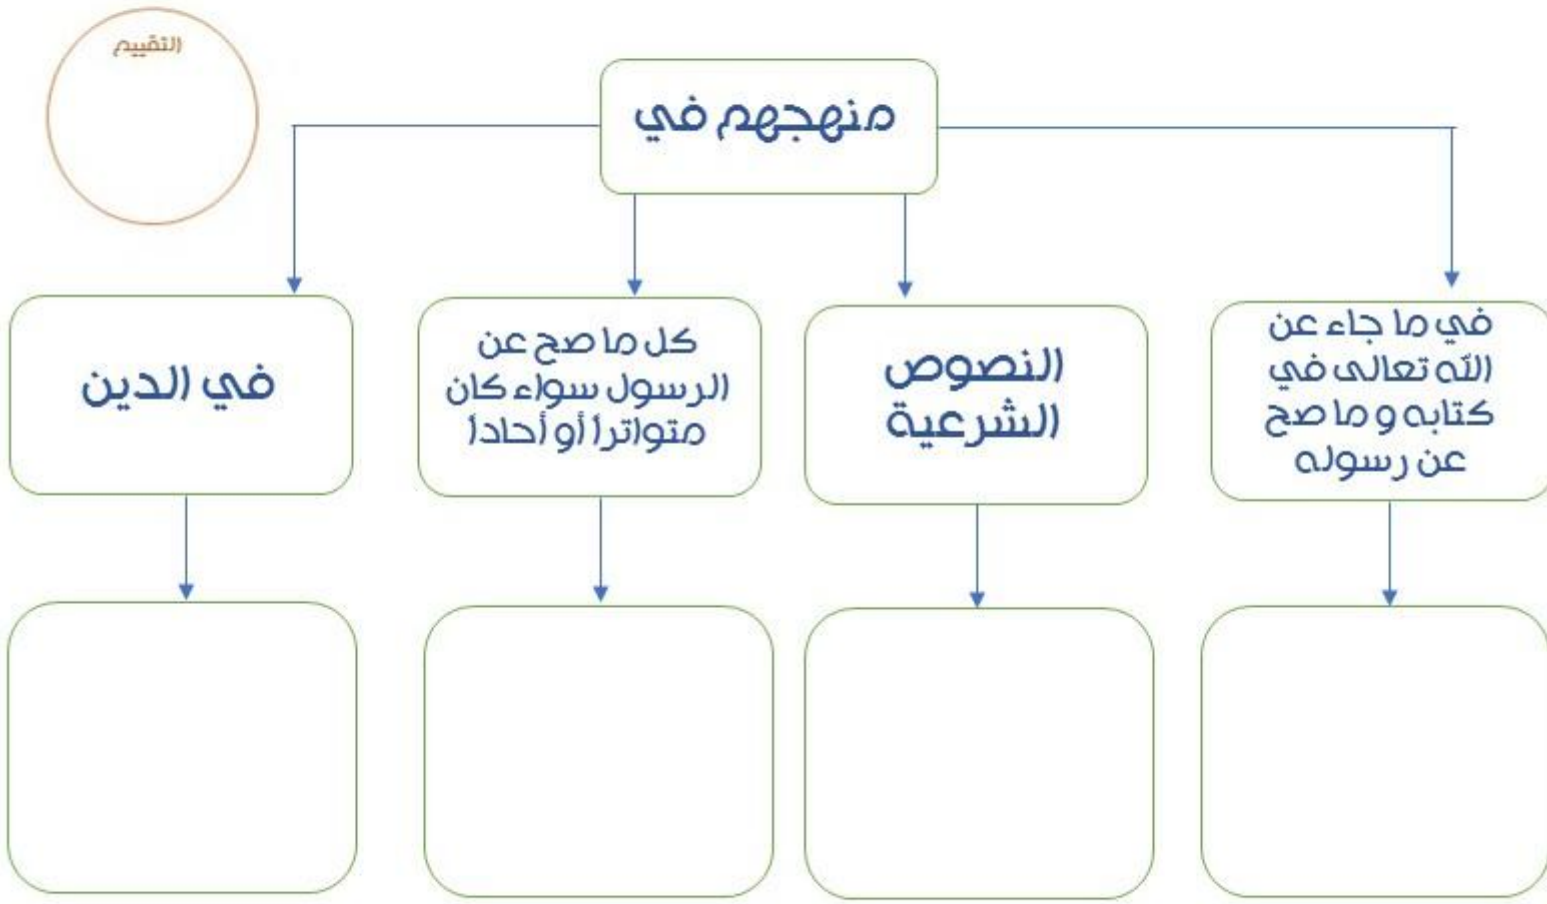 التقييم
منهجهم في
في ما جاء عن
الله تعالى في
كتابه و ما صح
عن رسوله
النصوص
الشرعية
كل ما صح عن
الرسول سواء كان
متواتراً أو أحاداً
في الدين